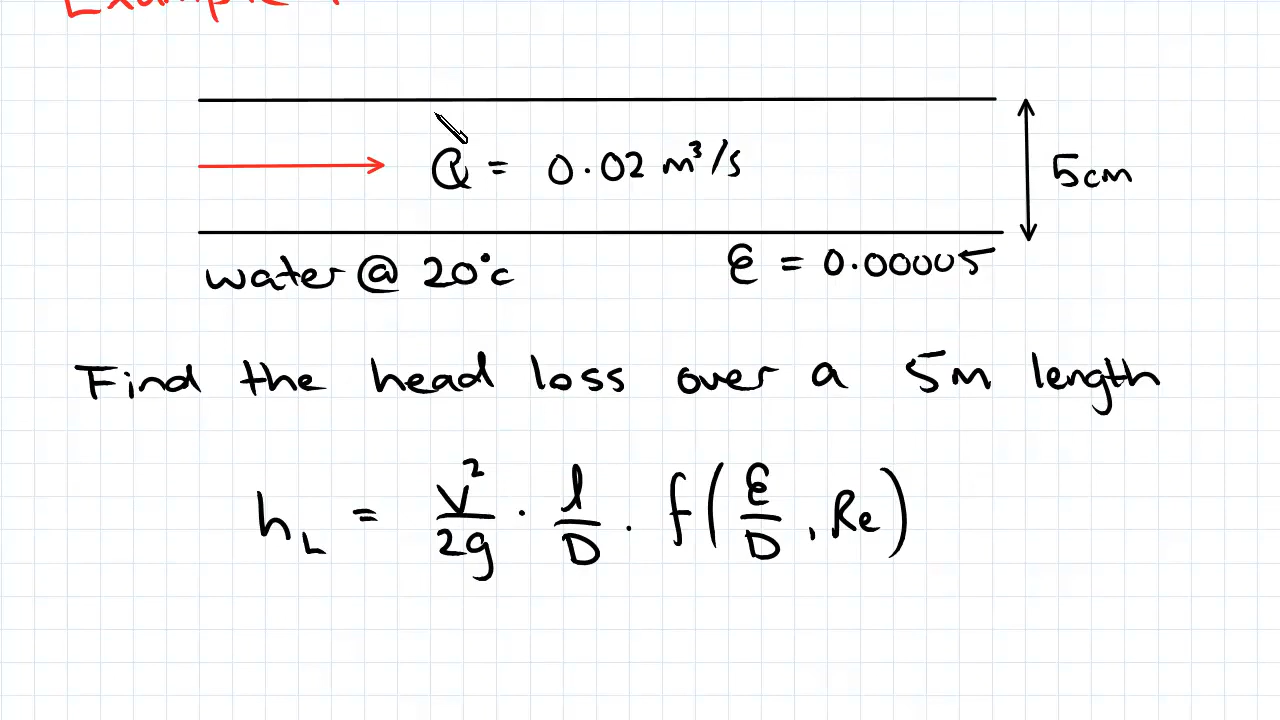 Example
Q = 0.02 m³/s
5cm
water @ 20°c
ε = 0.00005
Find the head loss over a 5m length
h_L = V²/2g · l/D · f(ε/D, Re)